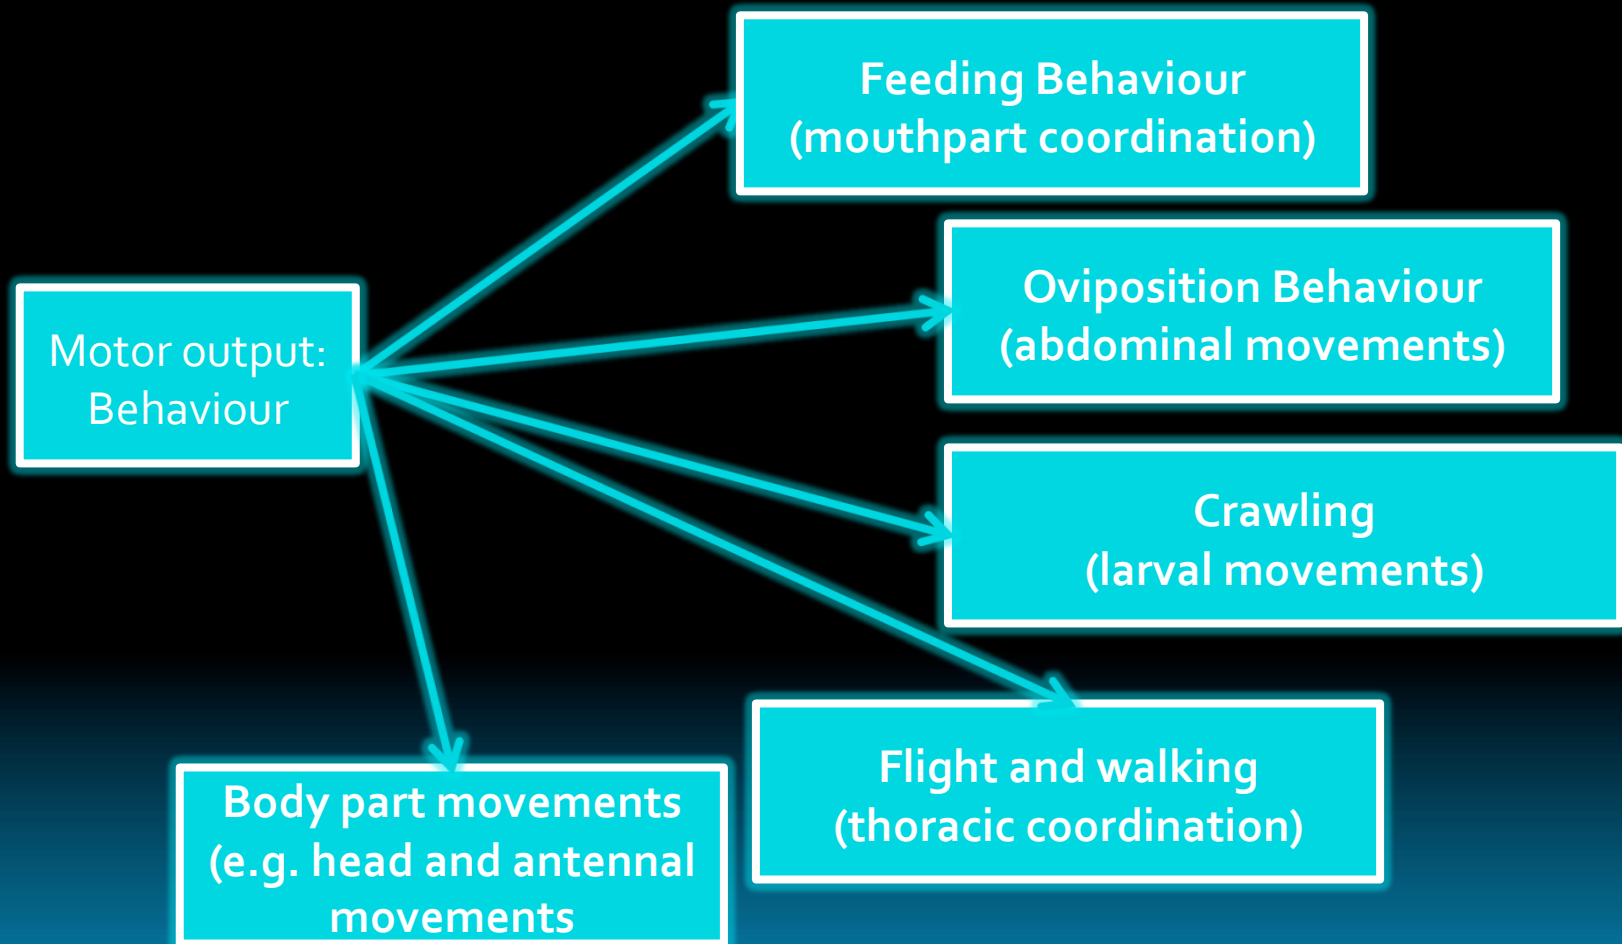 Feeding Behaviour
(mouthpart coordination)
Oviposition Behaviour
(abdominal movements)
Motor output:
Behaviour
Crawling
(larval movements)
Flight and walking
(thoracic coordination)
Body part movements
(e.g. head and antennal
movements